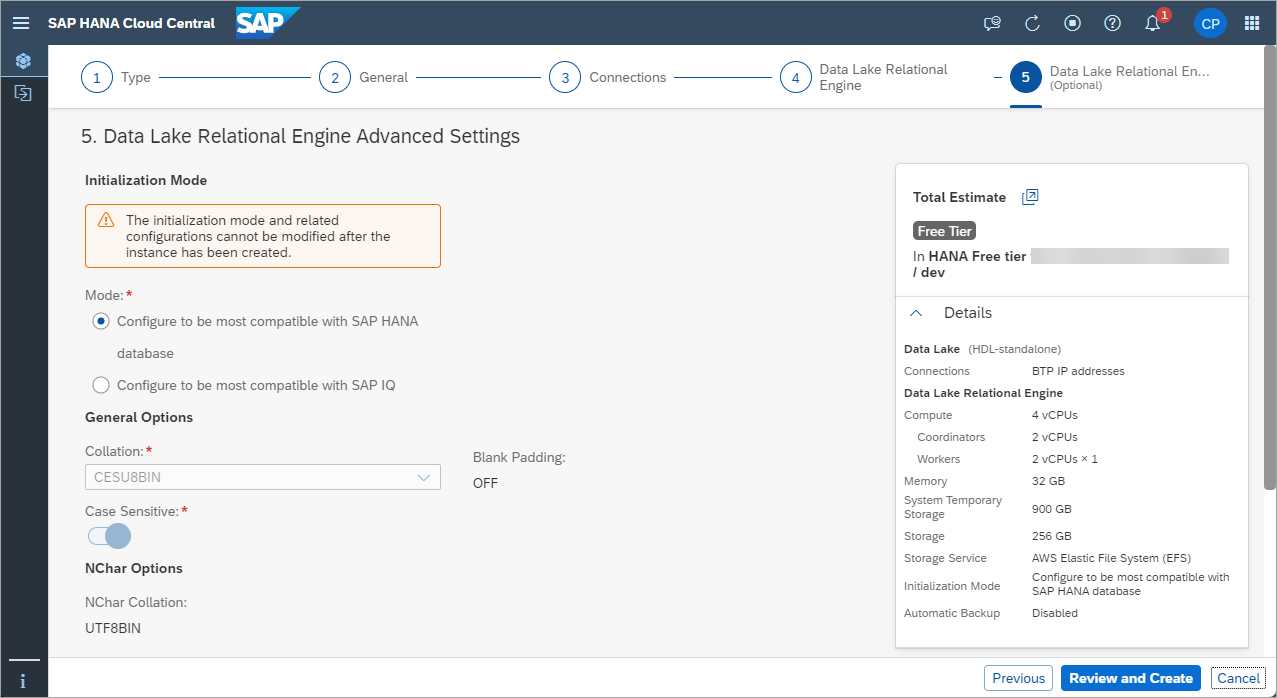 SAP HANA Cloud Central
SAP
1
CP
1 Type
2 General
3 Connections
4 Data Lake Relational
Engine
5 Data Lake Relational En...
(Optional)
5. Data Lake Relational Engine Advanced Settings
Initialization Mode
The initialization mode and related
configurations cannot be modified after the
instance has been created.
Mode:*
Configure to be most compatible with SAP HANA
database
Configure to be most compatible with SAP IQ
General Options
Collation:*
CESU8BIN
Blank Padding:
OFF
Case Sensitive:*
NChar Options
NChar Collation:
UTF8BIN
Total Estimate
Free Tier
In HANA Free tier
/ dev
Details
Data Lake (HDL-standalone)
Connections BTP IP addresses
Data Lake Relational Engine
Compute 4 vCPUs
Coordinators 2 vCPUs
Workers 2 vCPUs × 1
Memory 32 GB
System Temporary
Storage 900 GB
Storage 256 GB
Storage Service AWS Elastic File System (EFS)
Initialization Mode Configure to be most compatible with
SAP HANA database
Automatic Backup Disabled
Previous
Review and Create
Cancel